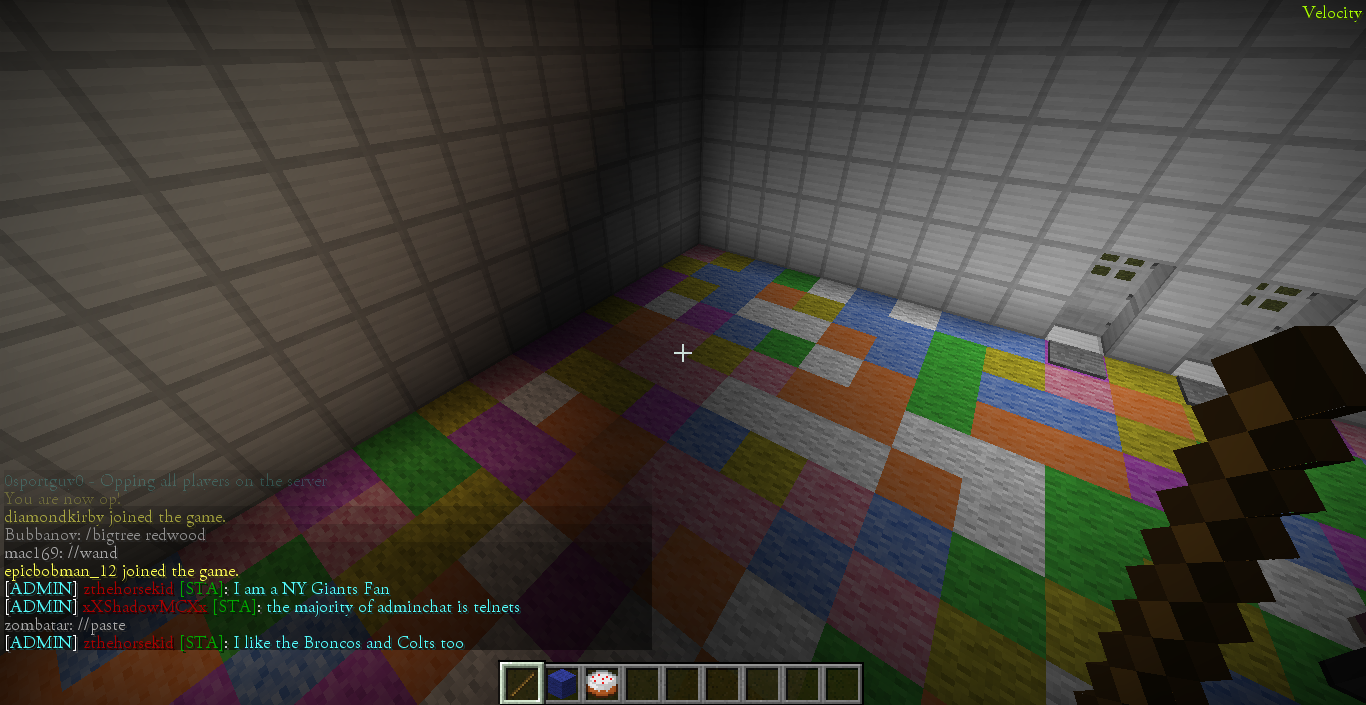 Velocity
0sportguy0 - Opping all players on the server
You are now op!
diamondkirby joined the game.
Bubbanov: /bigtree redwood
mac169: //wand
epicbobman_12 joined the game.
[ADMIN] zthehorsekid [STA]: I am a NY Giants Fan
[ADMIN] xXShadowMCXx [STA]: the majority of adminchat is telnets
zombatar: //paste
[ADMIN] zthehorsekid [STA]: I like the Broncos and Colts too